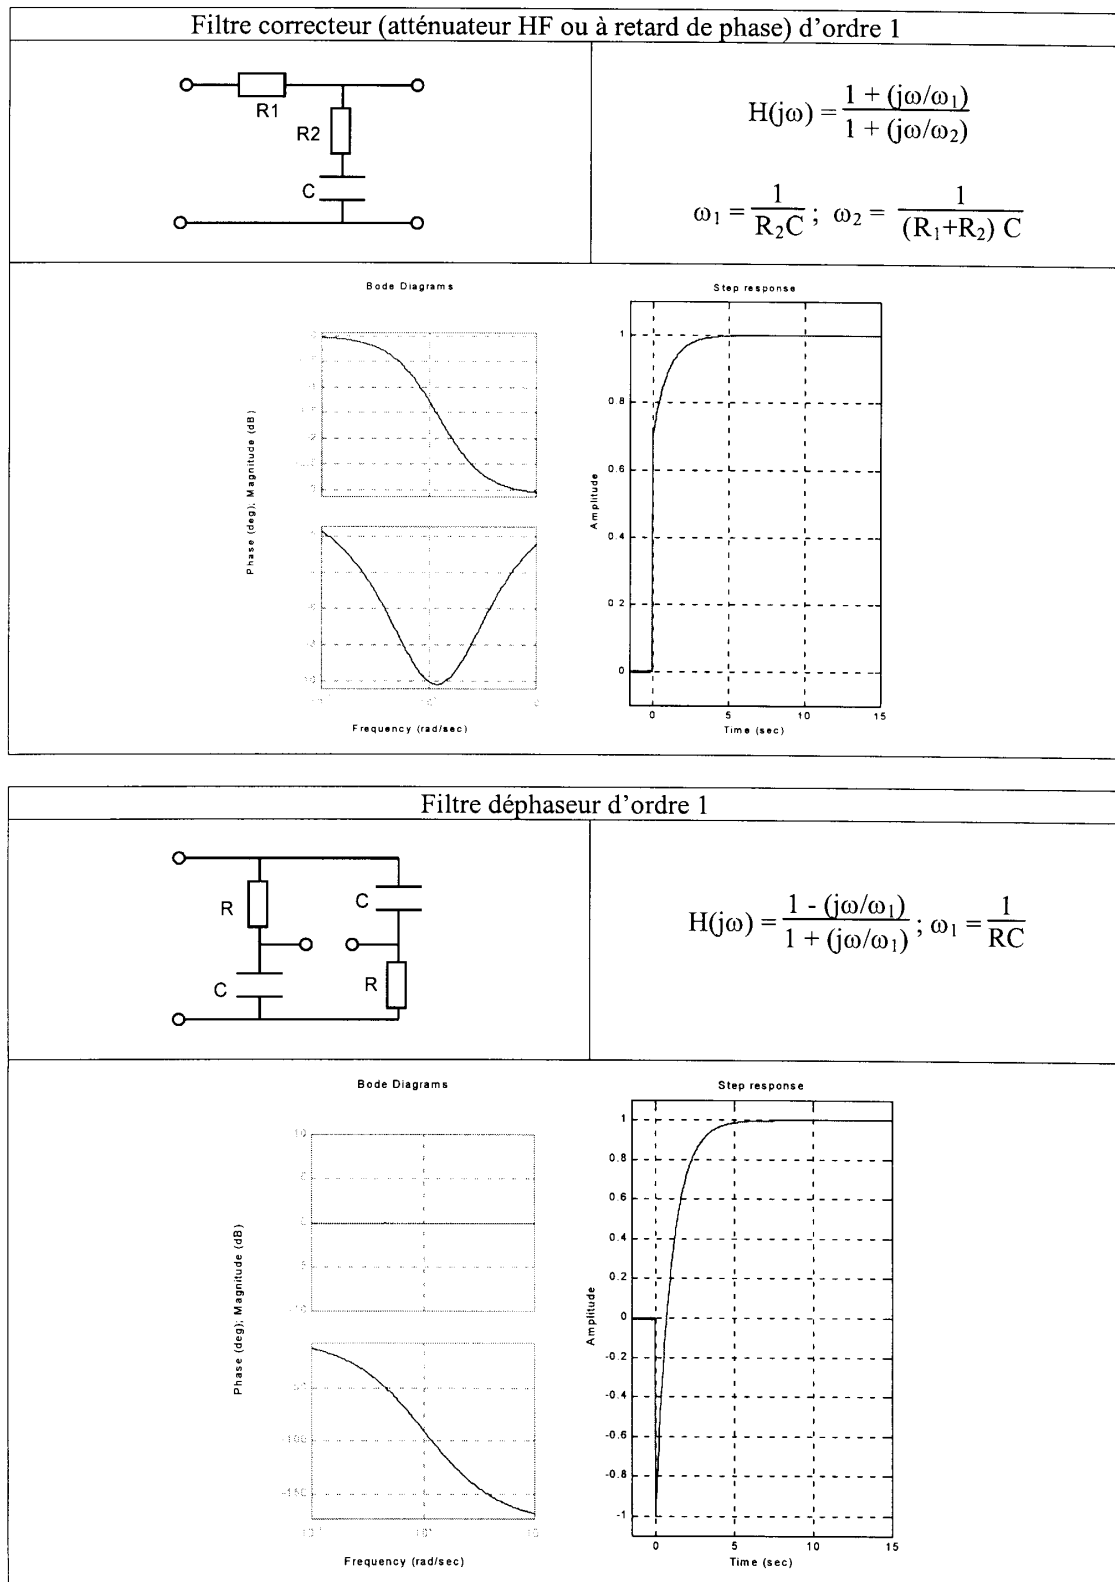 Filtre correcteur (atténuateur HF ou à retard de phase) d'ordre 1
R1
R2
C
H(jω) = 1 + (jω/ω₁) / 1 + (jω/ω₂)
ω₁ = 1 / R₂C ; ω₂ = 1 / (R₁+R₂) C
Bode Diagrams
Phase (deg); Magnitude (dB)
Frequency (rad/sec)
Step response
Amplitude
1
0.8
0.6
0.4
0.2
0
0 5 10 15
Time (sec)
Filtre déphaseur d'ordre 1
R
C
C
R
H(jω) = 1 - (jω/ω₁) / 1 + (jω/ω₁) ; ω₁ = 1 / RC
Bode Diagrams
Phase (deg); Magnitude (dB)
10
-100
-150
Frequency (rad/sec)
Step response
Amplitude
1
0.8
0.6
0.4
0.2
0
-0.2
-0.4
-0.6
-0.8
-1
0 5 10 15
Time (sec)